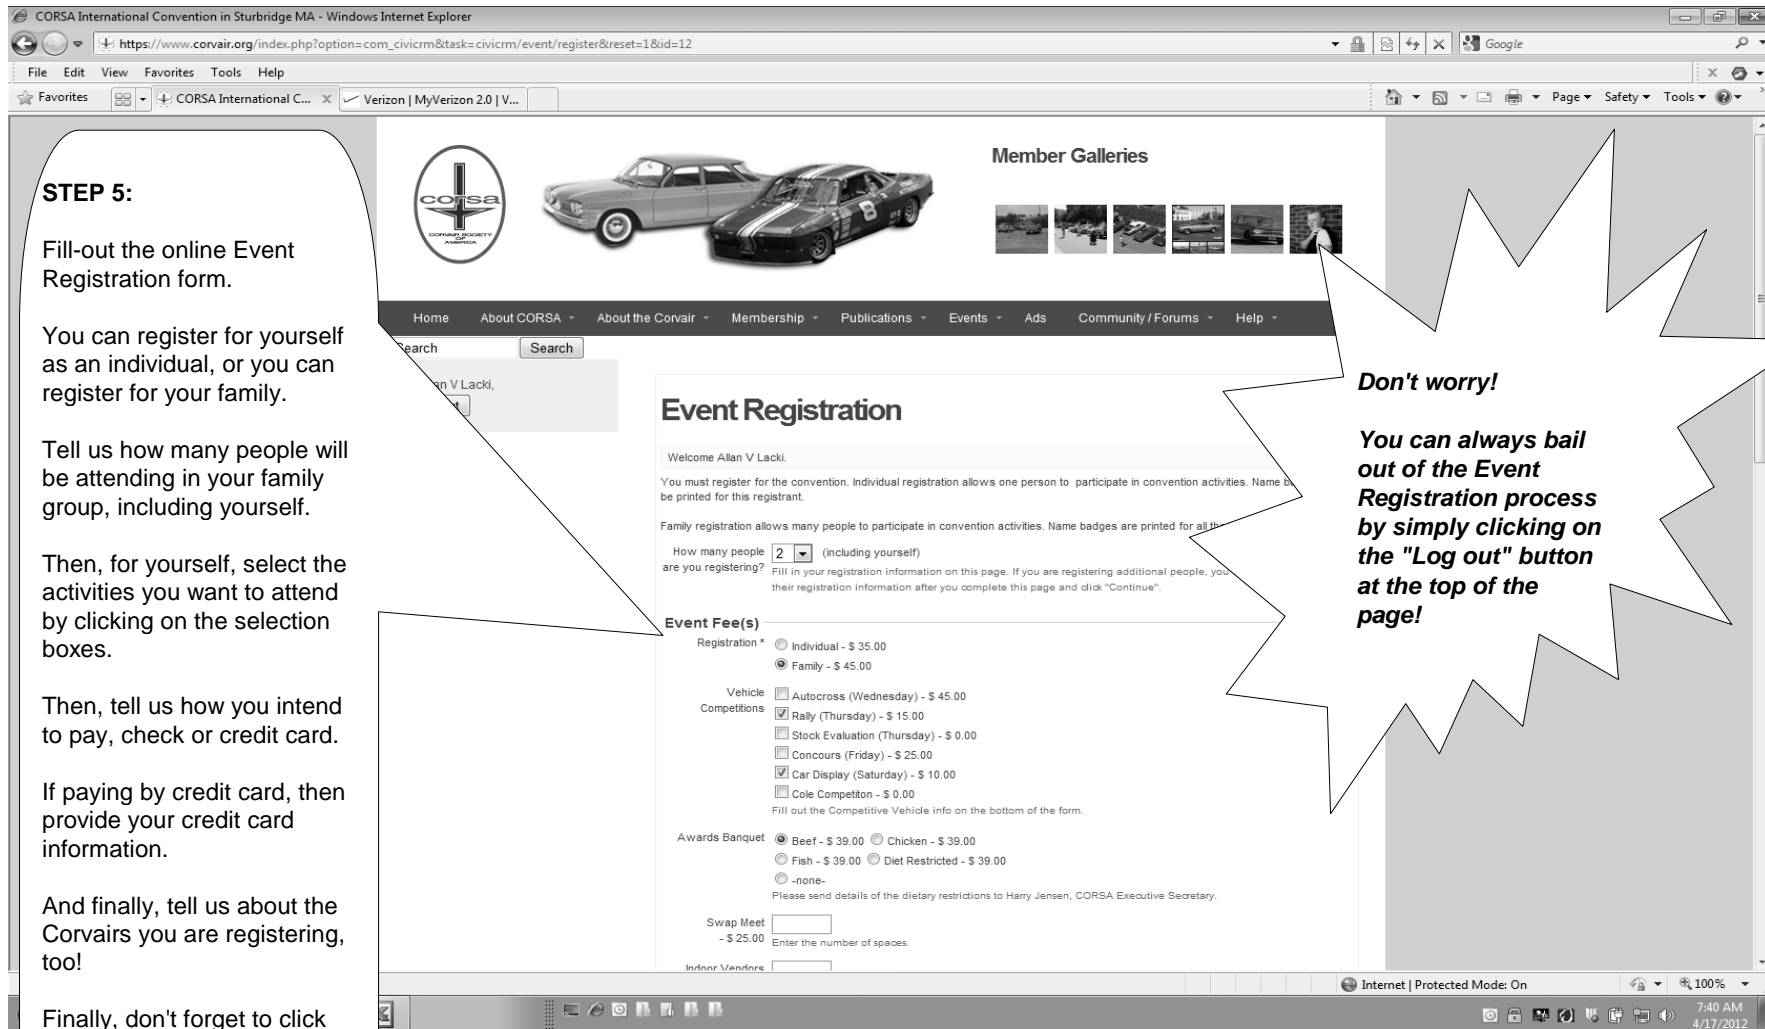 CORSA International Convention in Sturbridge MA - Windows Internet Explorer
https://www.corvair.org/index.php?option=com_civicrm&task=civicrm/event/register&reset=1&id=12
Google
File Edit View Favorites Tools Help
Favorites
CORSA International C...
Verizon | MyVerizon 2.0 | V...
Page Safety Tools
STEP 5:
Fill-out the online Event
Registration form.
You can register for yourself
as an individual, or you can
register for your family.
Tell us how many people will
be attending in your family
group, including yourself.
Then, for yourself, select the
activities you want to attend
by clicking on the selection
boxes.
Then, tell us how you intend
to pay, check or credit card.
If paying by credit card, then
provide your credit card
information.
And finally, tell us about the
Corvairs you are registering,
too!
Finally, don't forget to click
corsa
CORVAIR SOCIETY
OF
AMERICA
8
Member Galleries
Home About CORSA About the Corvair Membership Publications Events Ads Community / Forums Help
Search Search
an V Lacki,
Event Registration
Welcome Allan V Lacki.
You must register for the convention. Individual registration allows one person to participate in convention activities. Name
be printed for this registrant.
Family registration allows many people to participate in convention activities. Name badges are printed for all
How many people
are you registering?
2 (including yourself)
Fill in your registration information on this page. If you are registering additional people, you
their registration information after you complete this page and click "Continue".
Event Fee(s)
Registration *
Individual - $ 35.00
Family - $ 45.00
Vehicle
Competitions
Autocross (Wednesday) - $ 45.00
Rally (Thursday) - $ 15.00
Stock Evaluation (Thursday) - $ 0.00
Concours (Friday) - $ 25.00
Car Display (Saturday) - $ 10.00
Cole Competiton - $ 0.00
Fill out the Competitive Vehicle info on the bottom of the form.
Awards Banquet
Beef - $ 39.00 Chicken - $ 39.00
Fish - $ 39.00 Diet Restricted - $ 39.00
-none-
Please send details of the dietary restrictions to Harry Jensen, CORSA Executive Secretary.
Swap Meet
- $ 25.00
Enter the number of spaces.
Indoor Vendors
Don't worry!
You can always bail
out of the Event
Registration process
by simply clicking on
the "Log out" button
at the top of the
page!
Internet | Protected Mode: On
100%
7:40 AM
4/17/2012